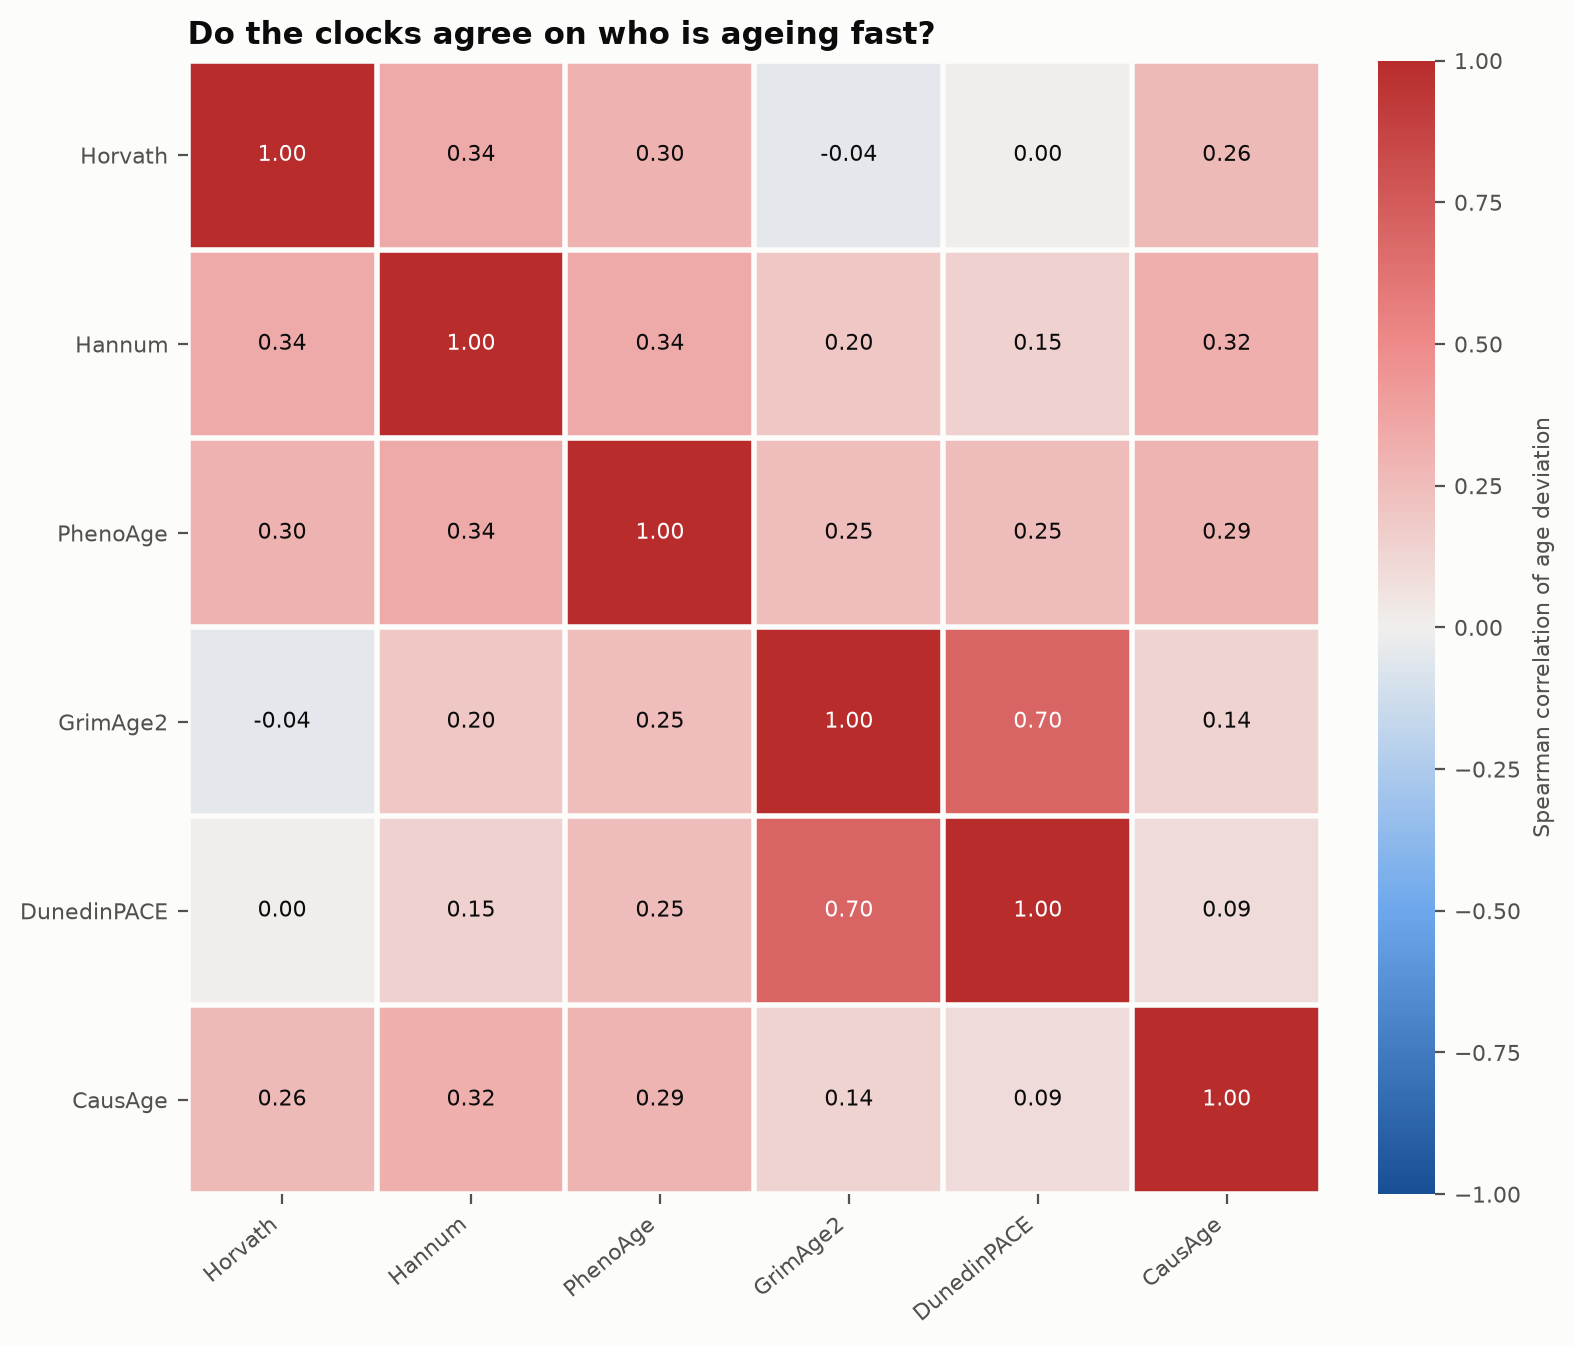 Do the clocks agree on who is ageing fast?
Horvath 1.00 0.34 0.30 -0.04 0.00 0.26
Hannum 0.34 1.00 0.34 0.20 0.15 0.32
PhenoAge 0.30 0.34 1.00 0.25 0.25 0.29
GrimAge2 -0.04 0.20 0.25 1.00 0.70 0.14
DunedinPACE 0.00 0.15 0.25 0.70 1.00 0.09
CausAge 0.26 0.32 0.29 0.14 0.09 1.00
Horvath Hannum PhenoAge GrimAge2 DunedinPACE CausAge
1.00
0.75
0.50
0.25
0.00
−0.25
−0.50
−0.75
−1.00
Spearman correlation of age deviation